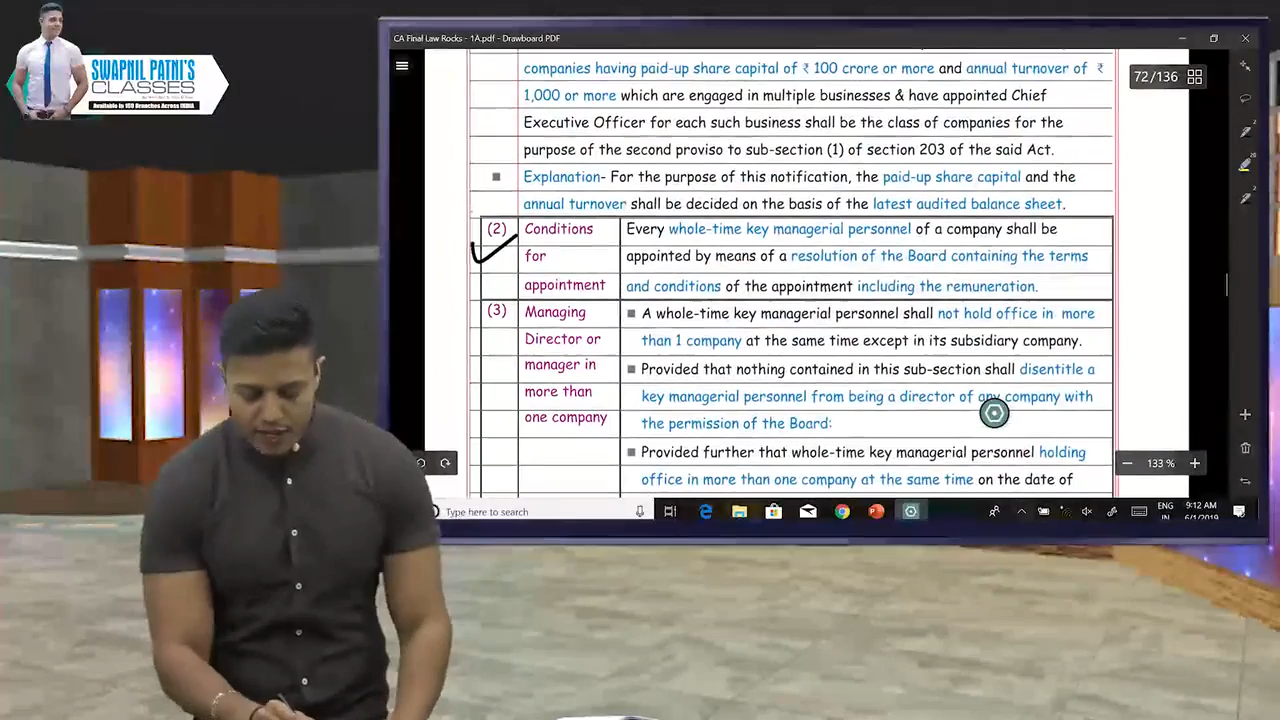 SWAPNIL PATNI'S
CLASSES
Available in 150 Branches Across INDIA
CA Final Law Rocks - 1A.pdf - Drawboard PDF
72/136
companies having paid-up share capital of ₹ 100 crore or more and annual turnover of ₹
1,000 or more which are engaged in multiple businesses & have appointed Chief
Executive Officer for each such business shall be the class of companies for the
purpose of the second proviso to sub-section (1) of section 203 of the said Act.
■ Explanation- For the purpose of this notification, the paid-up share capital and the
annual turnover shall be decided on the basis of the latest audited balance sheet.
(2) Conditions
for
appointment
Every whole-time key managerial personnel of a company shall be
appointed by means of a resolution of the Board containing the terms
and conditions of the appointment including the remuneration.
(3) Managing
Director or
manager in
more than
one company
■ A whole-time key managerial personnel shall not hold office in more
than 1 company at the same time except in its subsidiary company.
■ Provided that nothing contained in this sub-section shall disentitle a
key managerial personnel from being a director of any company with
the permission of the Board:
■ Provided further that whole-time key managerial personnel holding
office in more than one company at the same time on the date of
133 %
Type here to search
ENG
IN
9:12 AM
6/1/2019